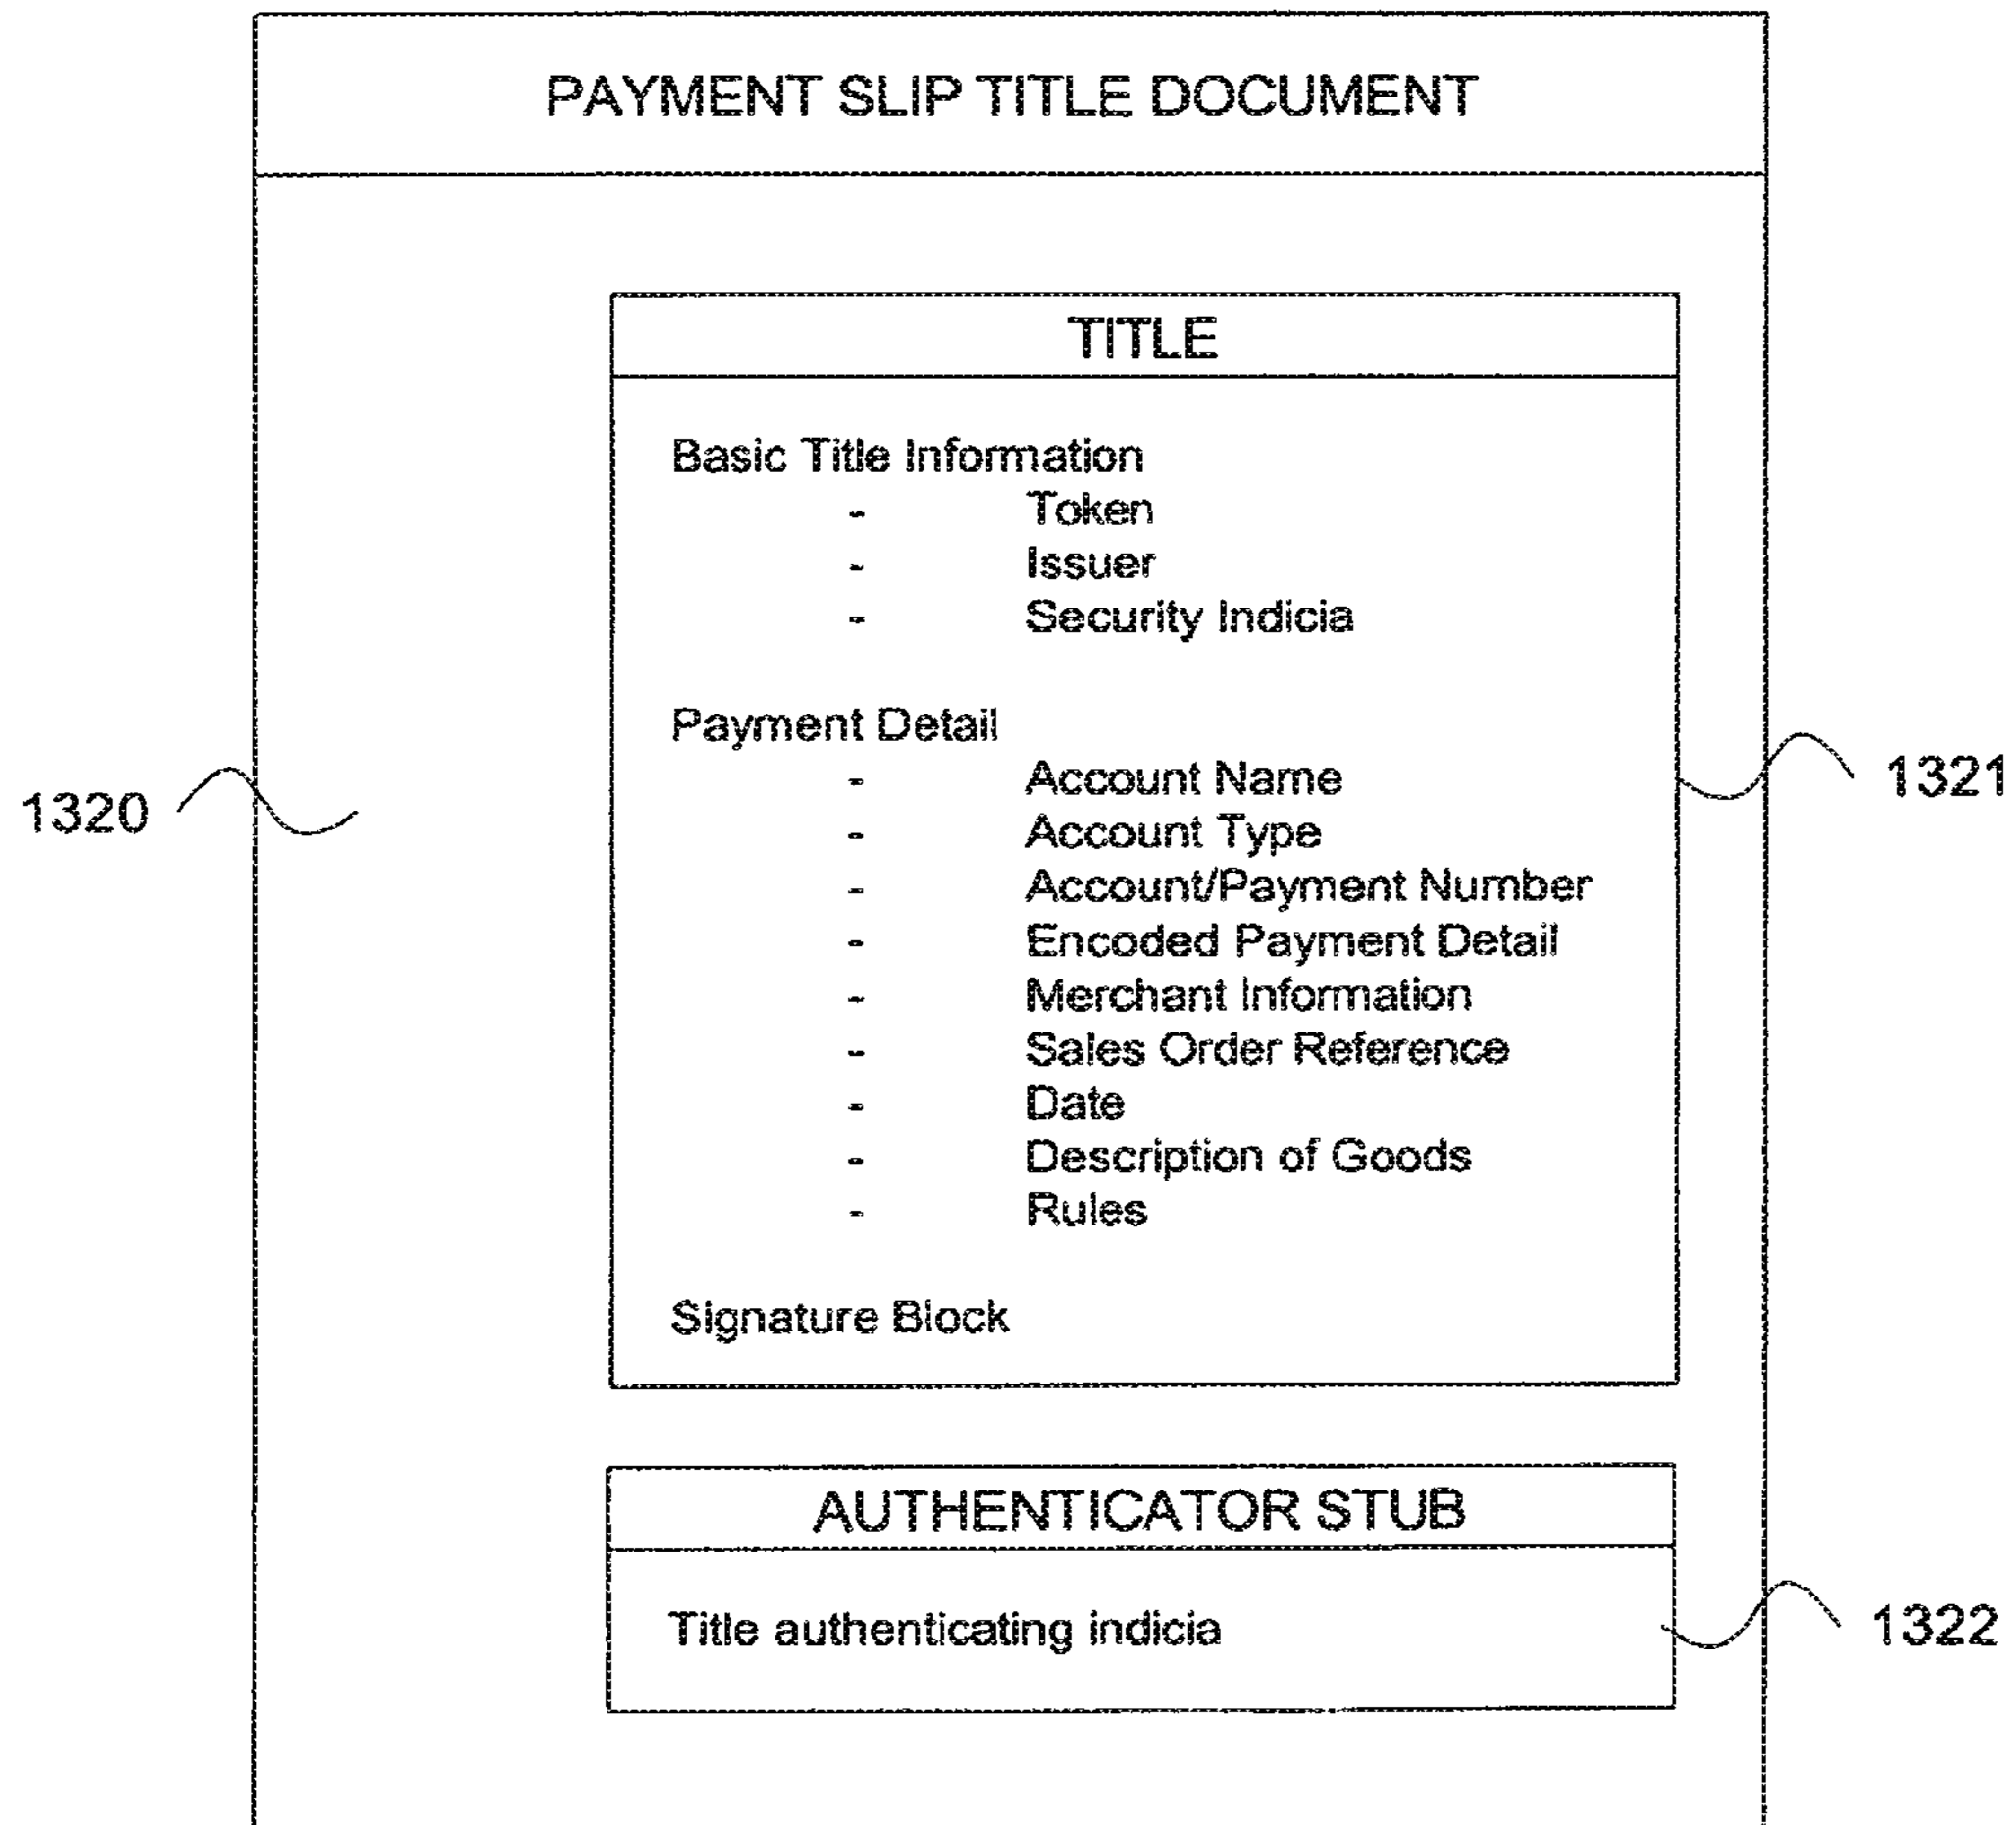 PAYMENT SLIP TITLE DOCUMENT
TITLE
Basic Title Information
- Token
- Issuer
- Security Indicia
Payment Detail
- Account Name
- Account Type
- Account/Payment Number
- Encoded Payment Detail
- Merchant Information
- Sales Order Reference
- Date
- Description of Goods
- Rules
Signature Block
1320
1321
AUTHENTICATOR STUB
Title authenticating indicia
1322